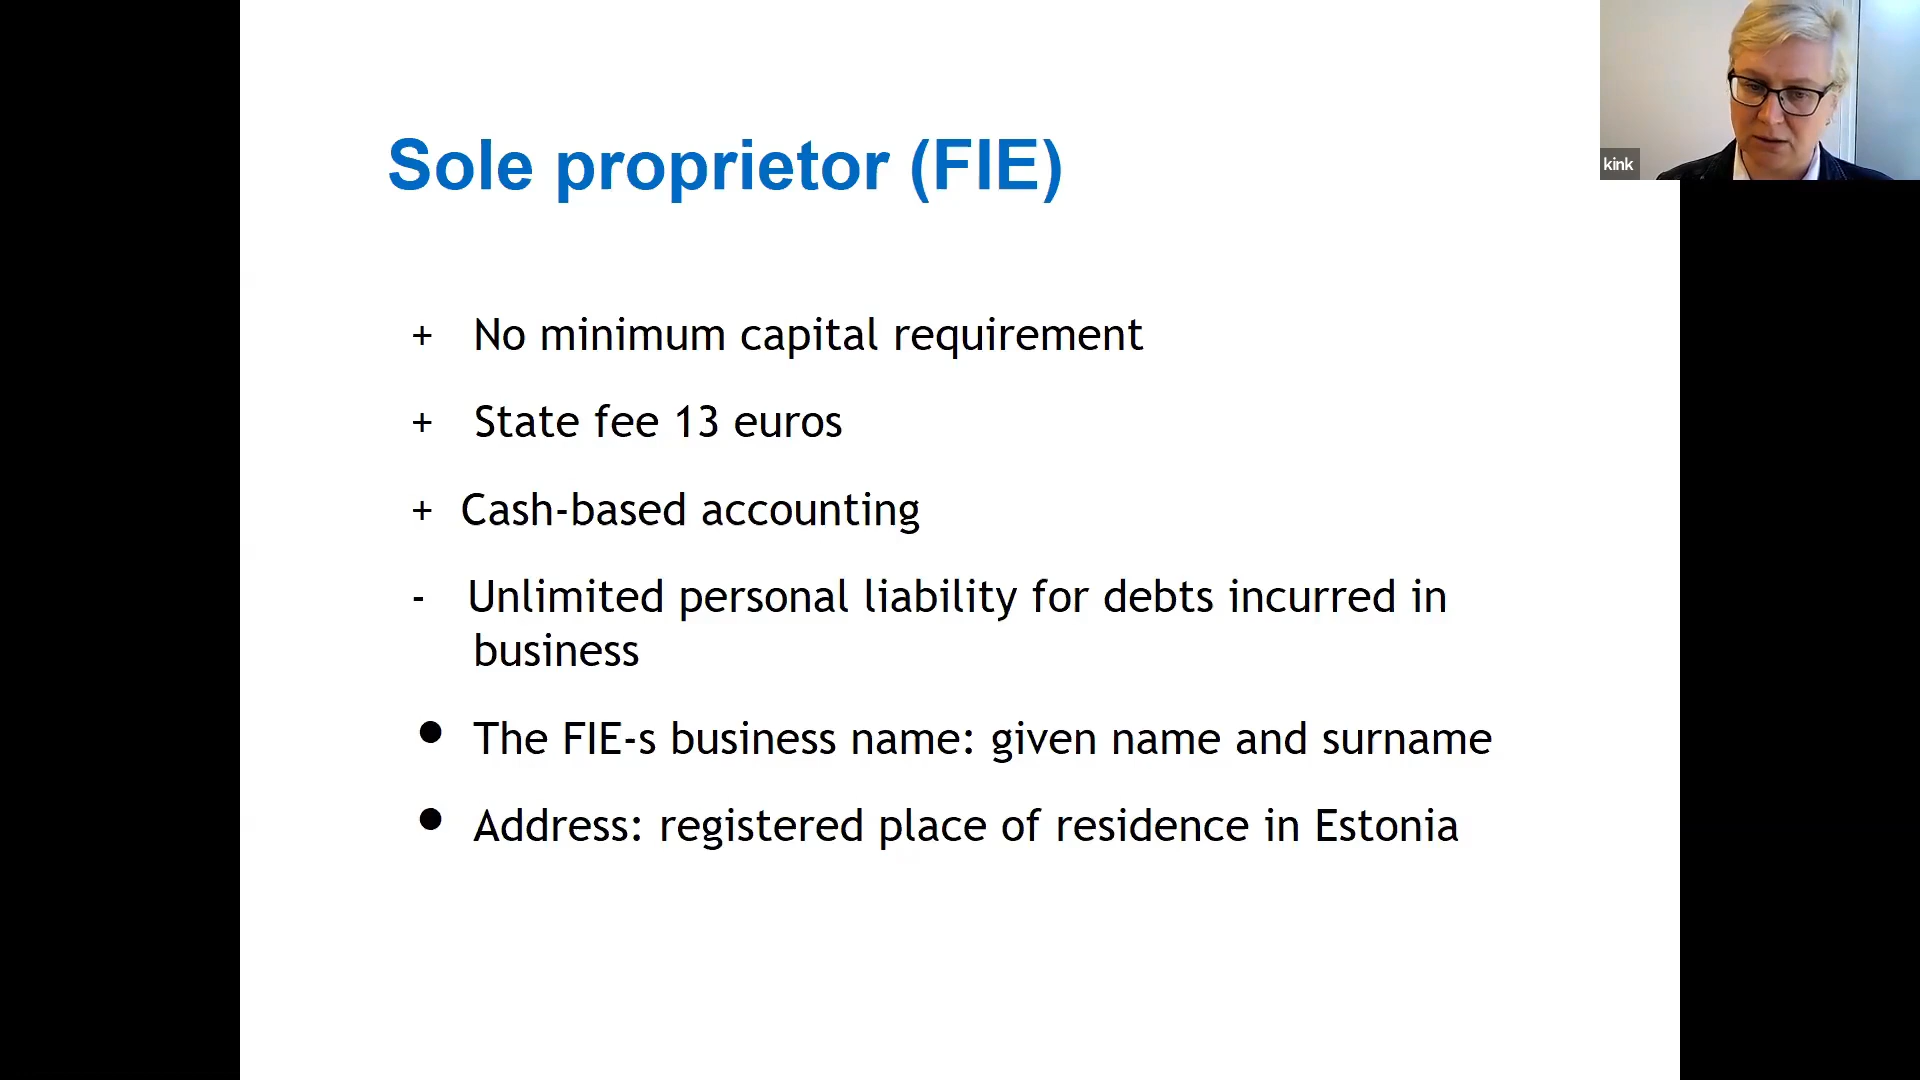 Sole proprietor (FIE)
kink
+ No minimum capital requirement
+ State fee 13 euros
+ Cash-based accounting
- Unlimited personal liability for debts incurred in
business
• The FIE-s business name: given name and surname
• Address: registered place of residence in Estonia